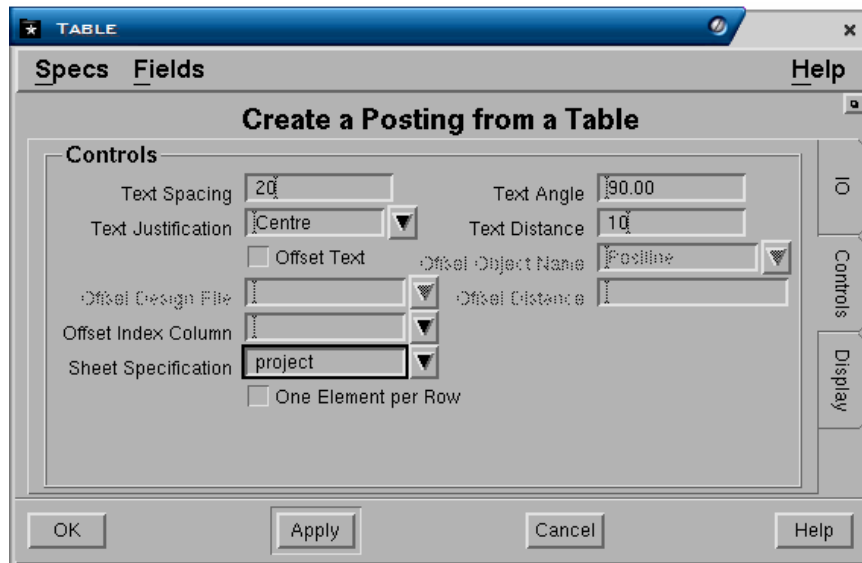 TABLE
Specs Fields Help
Create a Posting from a Table
Controls
Text Spacing 20 Text Angle 90.00
Text Justification Centre Text Distance 10
Offset Text Offset Object Name Posiline
Offset Design File Offset Distance
Offset Index Column
Sheet Specification project
One Element per Row
IO
Controls
Display
OK Apply Cancel Help